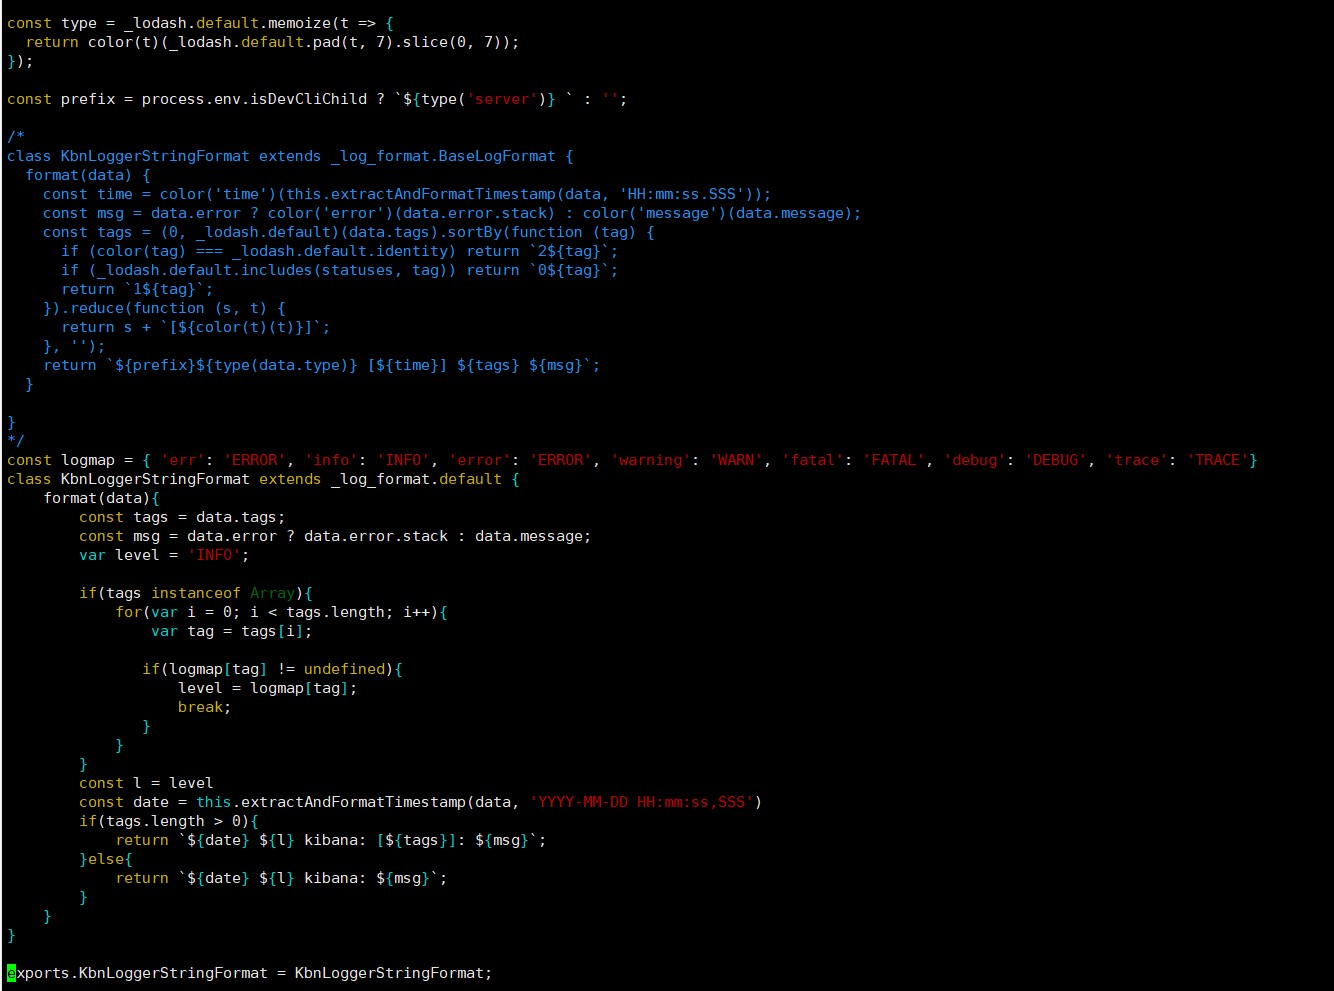 const type = _lodash.default.memoize(t => {
  return color(t)(_lodash.default.pad(t, 7).slice(0, 7));
});
const prefix = process.env.isDevCliChild ? `${type('server')} ` : '';
/*
class KbnLoggerStringFormat extends _log_format.BaseLogFormat {
  format(data) {
    const time = color('time')(this.extractAndFormatTimestamp(data, 'HH:mm:ss.SSS'));
    const msg = data.error ? color('error')(data.error.stack) : color('message')(data.message);
    const tags = (0, _lodash.default)(data.tags).sortBy(function (tag) {
      if (color(tag) === _lodash.default.identity) return `2${tag}`;
      if (_lodash.default.includes(statuses, tag)) return `0${tag}`;
      return `1${tag}`;
    }).reduce(function (s, t) {
      return s + `[${color(t)(t)}]`;
    }, '');
    return `${prefix}${type(data.type)} [${time}] ${tags} ${msg}`;
  }
}
*/
const logmap = { 'err': 'ERROR', 'info': 'INFO', 'error': 'ERROR', 'warning': 'WARN', 'fatal': 'FATAL', 'debug': 'DEBUG', 'trace': 'TRACE'}
class KbnLoggerStringFormat extends _log_format.default {
    format(data){
        const tags = data.tags;
        const msg = data.error ? data.error.stack : data.message;
        var level = 'INFO';
        if(tags instanceof Array){
            for(var i = 0; i < tags.length; i++){
                var tag = tags[i];
               if(logmap[tag] != undefined){
                   level = logmap[tag];
                   break;
               }
            }
        }
        const l = level
        const date = this.extractAndFormatTimestamp(data, 'YYYY-MM-DD HH:mm:ss,SSS')
        if(tags.length > 0){
            return `${date} ${l} kibana: [${tags}]: ${msg}`;
        }else{
            return `${date} ${l} kibana: ${msg}`;
        }
    }
}
exports.KbnLoggerStringFormat = KbnLoggerStringFormat;